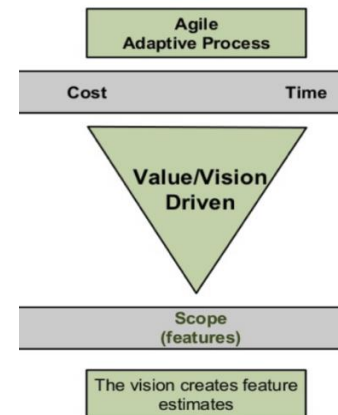 Agile
Adaptive Process
Cost Time
Value/Vision
Driven
Scope
(features)
The vision creates feature
estimates